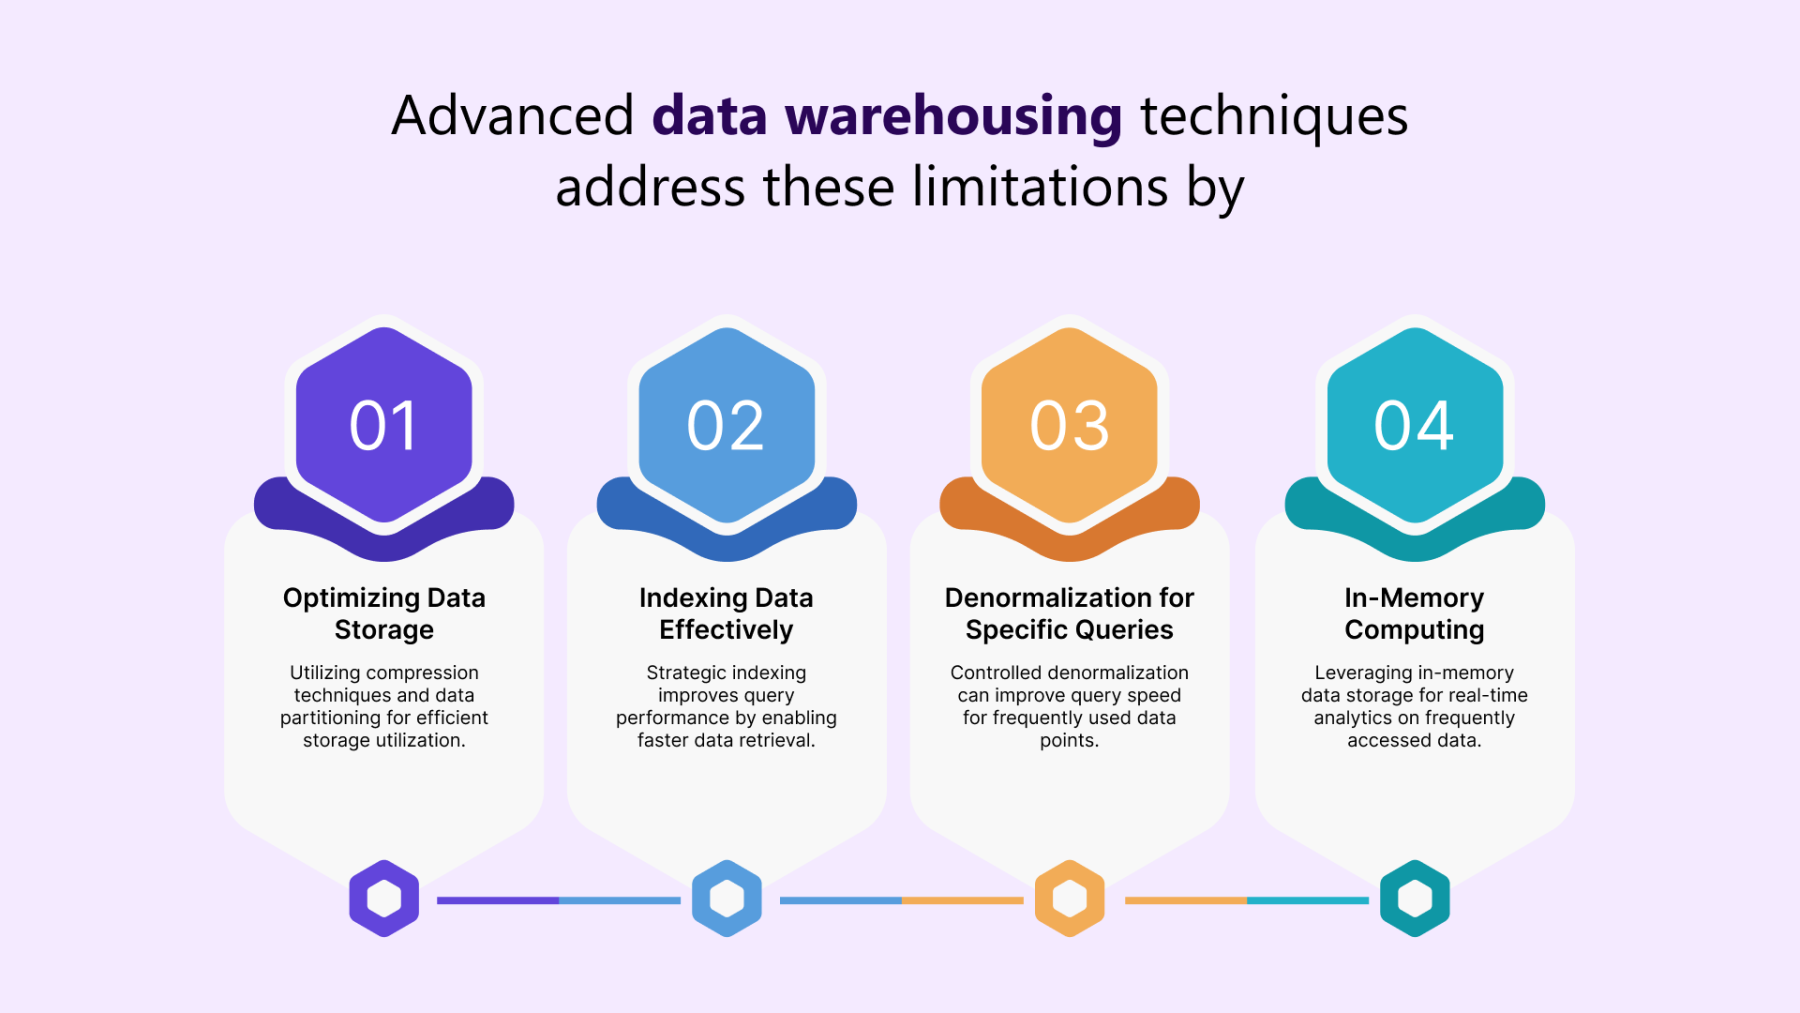 Advanced data warehousing techniques
address these limitations by
01
Optimizing Data
Storage
Utilizing compression
techniques and data
partitioning for efficient
storage utilization.
02
Indexing Data
Effectively
Strategic indexing
improves query
performance by enabling
faster data retrieval.
03
Denormalization for
Specific Queries
Controlled denormalization
can improve query speed
for frequently used data
points.
04
In-Memory
Computing
Leveraging in-memory
data storage for real-time
analytics on frequently
accessed data.